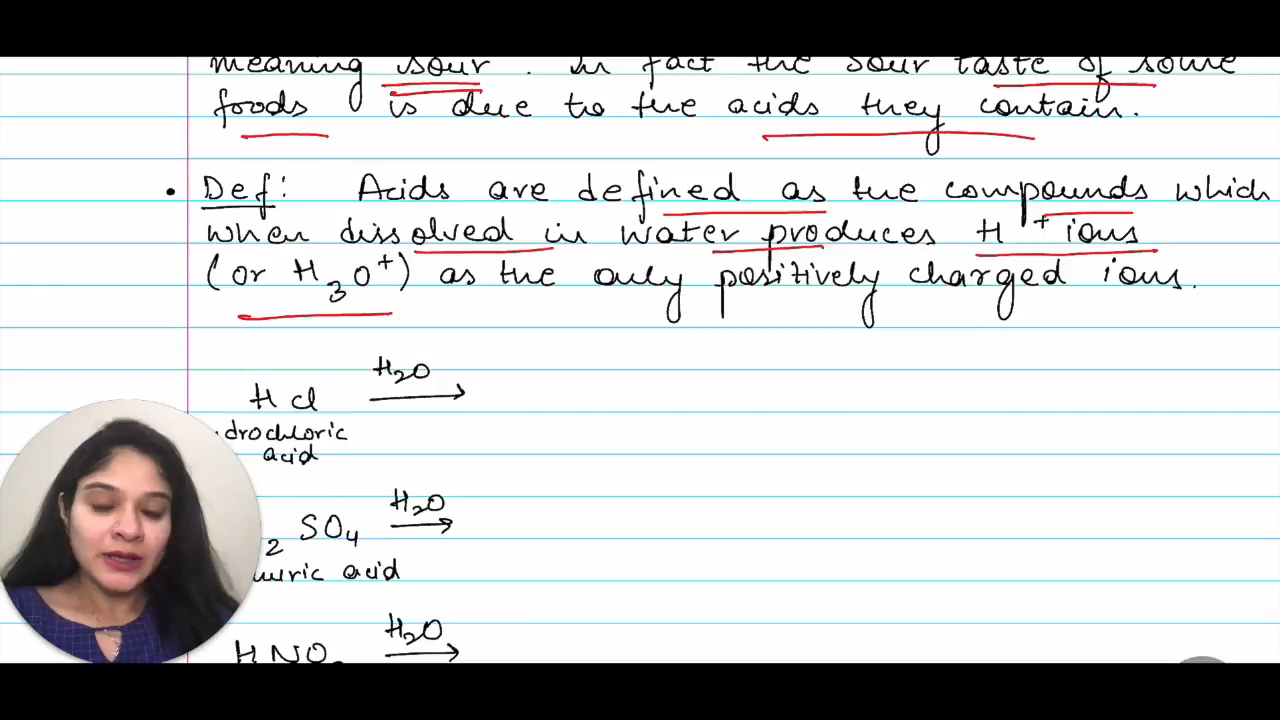 meaning sour. In fact the sour taste of some
foods is due to the acids they contain.
• Def: Acids are defined as the compounds which
when dissolved in water produces H⁺ ions
(or H₃O⁺) as the only positively charged ions.
H₂O
HCl →
drochloric
acid
H₂O
₂SO₄ →
uric acid
H₂O
HNO →